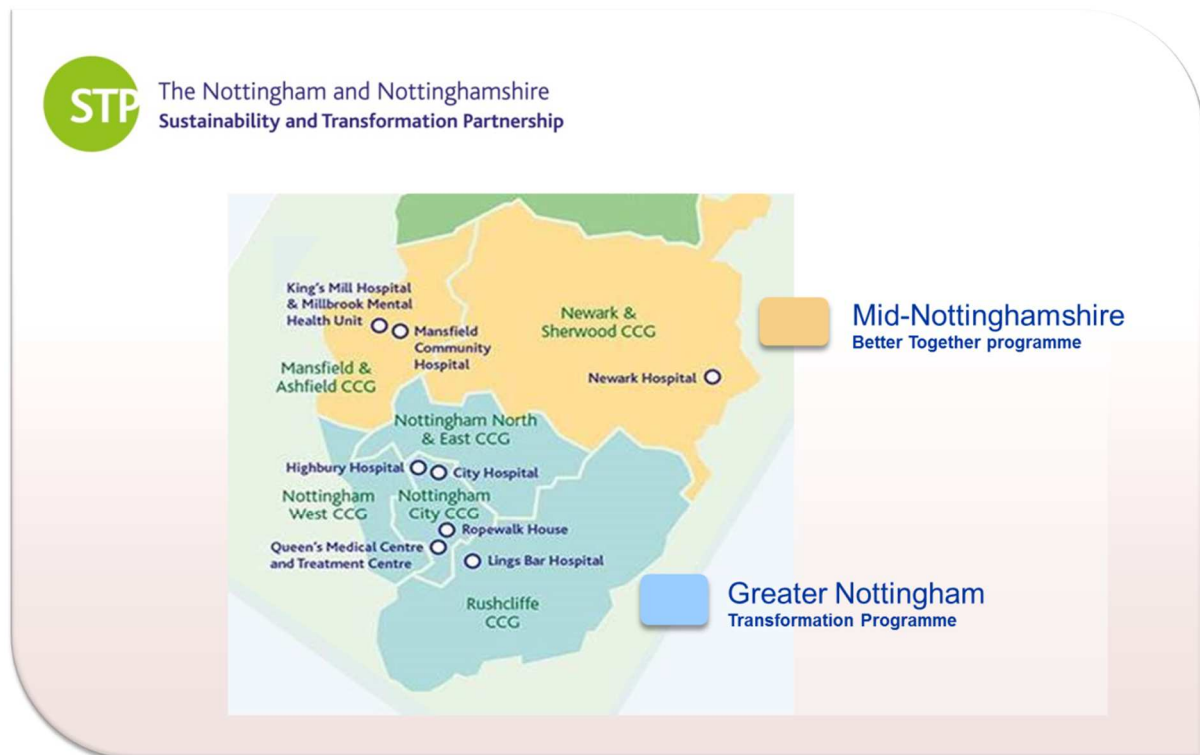 STP
The Nottingham and Nottinghamshire
Sustainability and Transformation Partnership
King's Mill Hospital
& Millbrook Mental
Health Unit
Mansfield
Community
Hospital
Newark &
Sherwood CCG
Newark Hospital
Mansfield &
Ashfield CCG
Mid-Nottinghamshire
Better Together programme
Nottingham North
& East CCG
Highbury Hospital
City Hospital
Nottingham
West CCG
Nottingham
City CCG
Ropewalk House
Queen's Medical Centre
and Treatment Centre
Lings Bar Hospital
Rushcliffe
CCG
Greater Nottingham
Transformation Programme